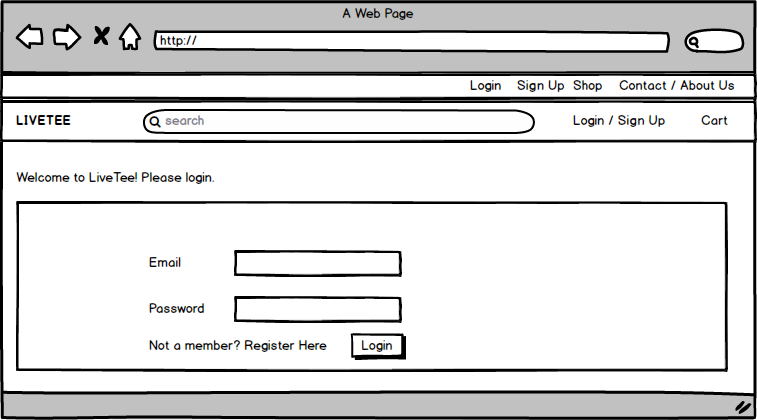 A Web Page
http://
Login Sign Up Shop Contact / About Us
LIVETEE search Login / Sign Up Cart
Welcome to LiveTee! Please login.
Email
Password
Not a member? Register Here Login